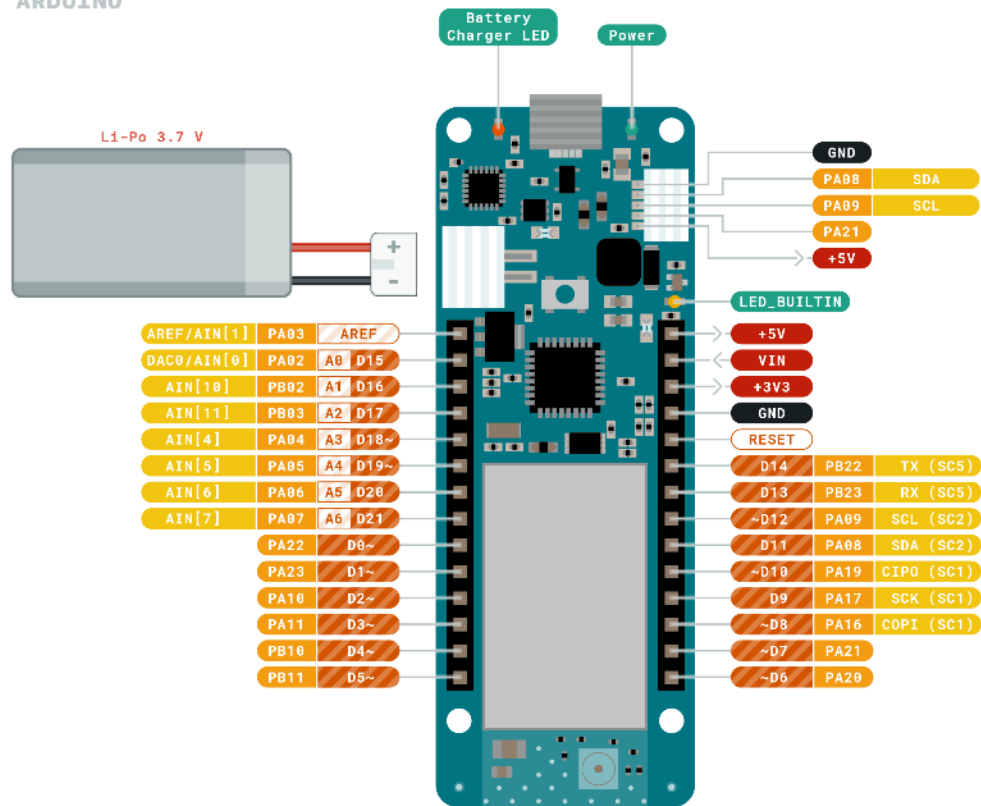 ARDUINO
Battery
Charger LED
Power
Li-Po 3.7 V
+
-
GND
PA08 SDA
PA09 SCL
PA21
+5V
LED_BUILTIN
AREF/AIN[1] PA03 AREF
DAC0/AIN[0] PA02 A0 D15
AIN[10] PB02 A1 D16
AIN[11] PB03 A2 D17
AIN[4] PA04 A3 D18~
AIN[5] PA05 A4 D19~
AIN[6] PA06 A5 D20
AIN[7] PA07 A6 D21
PA22 D0~
PA23 D1~
PA10 D2~
PA11 D3~
PB10 D4~
PB11 D5~
+5V
VIN
+3V3
GND
RESET
D14 PB22 TX (SC5)
D13 PB23 RX (SC5)
~D12 PA09 SCL (SC2)
D11 PA08 SDA (SC2)
~D10 PA19 CIPO (SC1)
D9 PA17 SCK (SC1)
~D8 PA16 COPI (SC1)
~D7 PA21
~D6 PA20